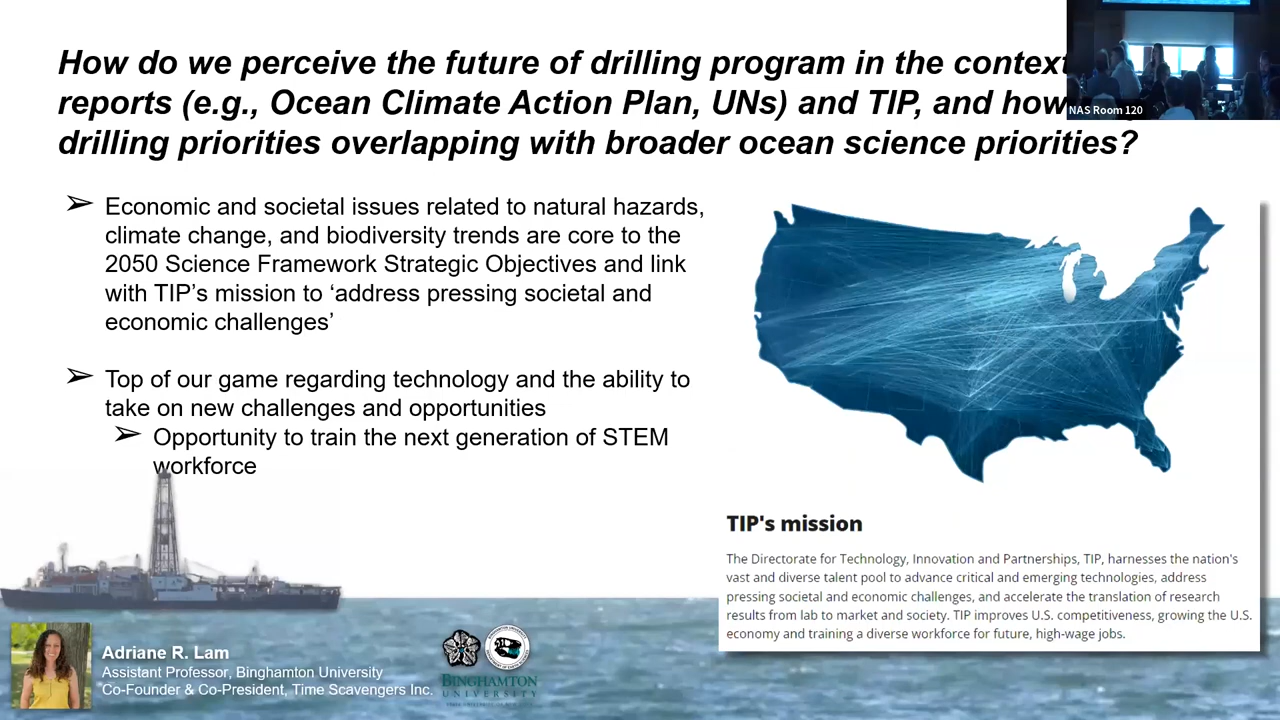 How do we perceive the future of drilling program in the context
reports (e.g., Ocean Climate Action Plan, UNs) and TIP, and how
drilling priorities overlapping with broader ocean science priorities?
NAS Room 120
➢ Economic and societal issues related to natural hazards,
climate change, and biodiversity trends are core to the
2050 Science Framework Strategic Objectives and link
with TIP’s mission to ‘address pressing societal and
economic challenges’
➢ Top of our game regarding technology and the ability to
take on new challenges and opportunities
➢ Opportunity to train the next generation of STEM
workforce
TIP's mission
The Directorate for Technology, Innovation and Partnerships, TIP, harnesses the nation's
vast and diverse talent pool to advance critical and emerging technologies, address
pressing societal and economic challenges, and accelerate the translation of research
results from lab to market and society. TIP improves U.S. competitiveness, growing the U.S.
economy and training a diverse workforce for future, high-wage jobs.
Adriane R. Lam
Assistant Professor, Binghamton University
Co-Founder & Co-President, Time Scavengers Inc.
BINGHAMTON
UNIVERSITY